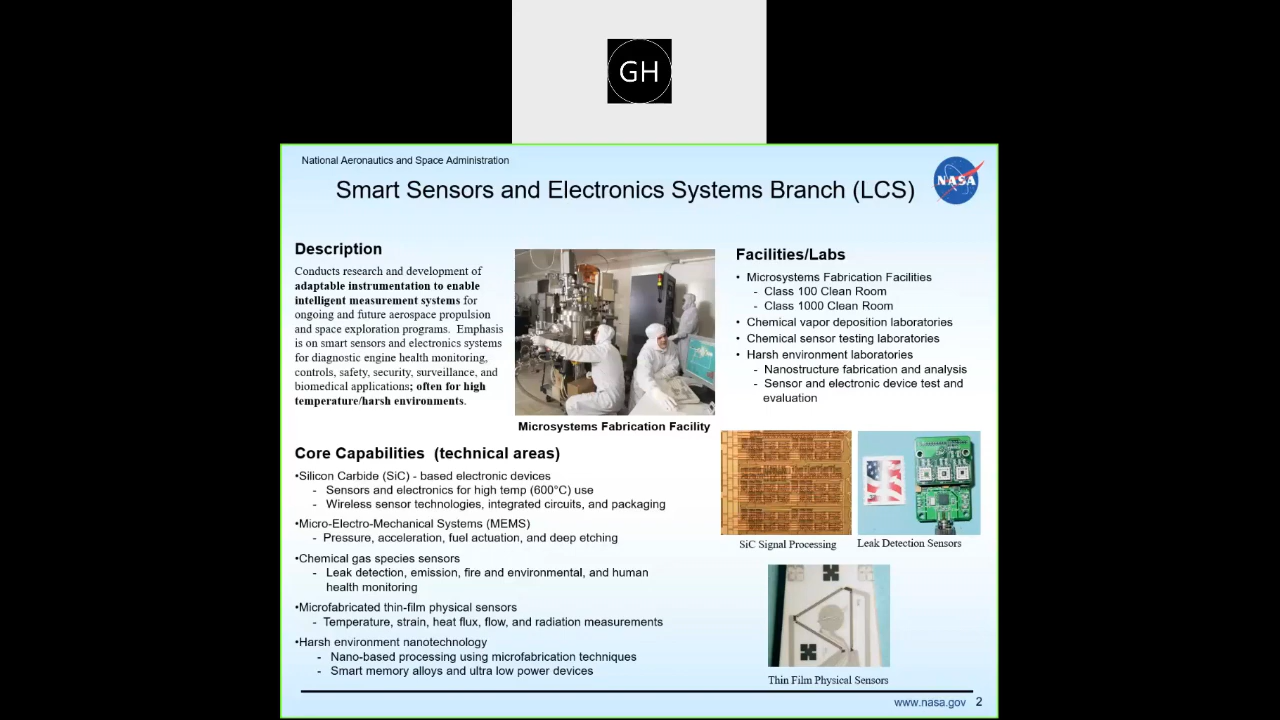 GH
National Aeronautics and Space Administration
NASA
Smart Sensors and Electronics Systems Branch (LCS)
Description
Conducts research and development of
adaptable instrumentation to enable
intelligent measurement systems for
ongoing and future aerospace propulsion
and space exploration programs. Emphasis
is on smart sensors and electronics systems
for diagnostic engine health monitoring,
controls, safety, security, surveillance, and
biomedical applications; often for high
temperature/harsh environments.
Microsystems Fabrication Facility
Facilities/Labs
• Microsystems Fabrication Facilities
- Class 100 Clean Room
- Class 1000 Clean Room
• Chemical vapor deposition laboratories
• Chemical sensor testing laboratories
• Harsh environment laboratories
- Nanostructure fabrication and analysis
- Sensor and electronic device test and
evaluation
Core Capabilities (technical areas)
•Silicon Carbide (SiC) - based electronic devices
- Sensors and electronics for high temp (600°C) use
- Wireless sensor technologies, integrated circuits, and packaging
•Micro-Electro-Mechanical Systems (MEMS)
- Pressure, acceleration, fuel actuation, and deep etching
•Chemical gas species sensors
- Leak detection, emission, fire and environmental, and human
health monitoring
•Microfabricated thin-film physical sensors
- Temperature, strain, heat flux, flow, and radiation measurements
•Harsh environment nanotechnology
- Nano-based processing using microfabrication techniques
- Smart memory alloys and ultra low power devices
SiC Signal Processing
Leak Detection Sensors
Thin Film Physical Sensors
www.nasa.gov 2